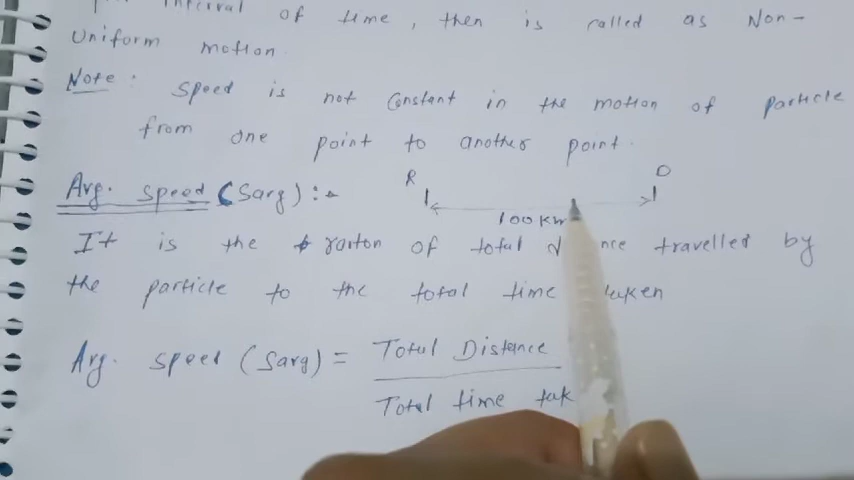 interval of time, then is called as Non-
Uniform motion.
Note: speed is not constant in the motion of particle
from one point to another point.
R D
Avg. speed (Savg) :-
100 km
It is the ration of total travelled by
the particle to the total time taken
Avg. speed (Savg) = Total Distance
Total time tak